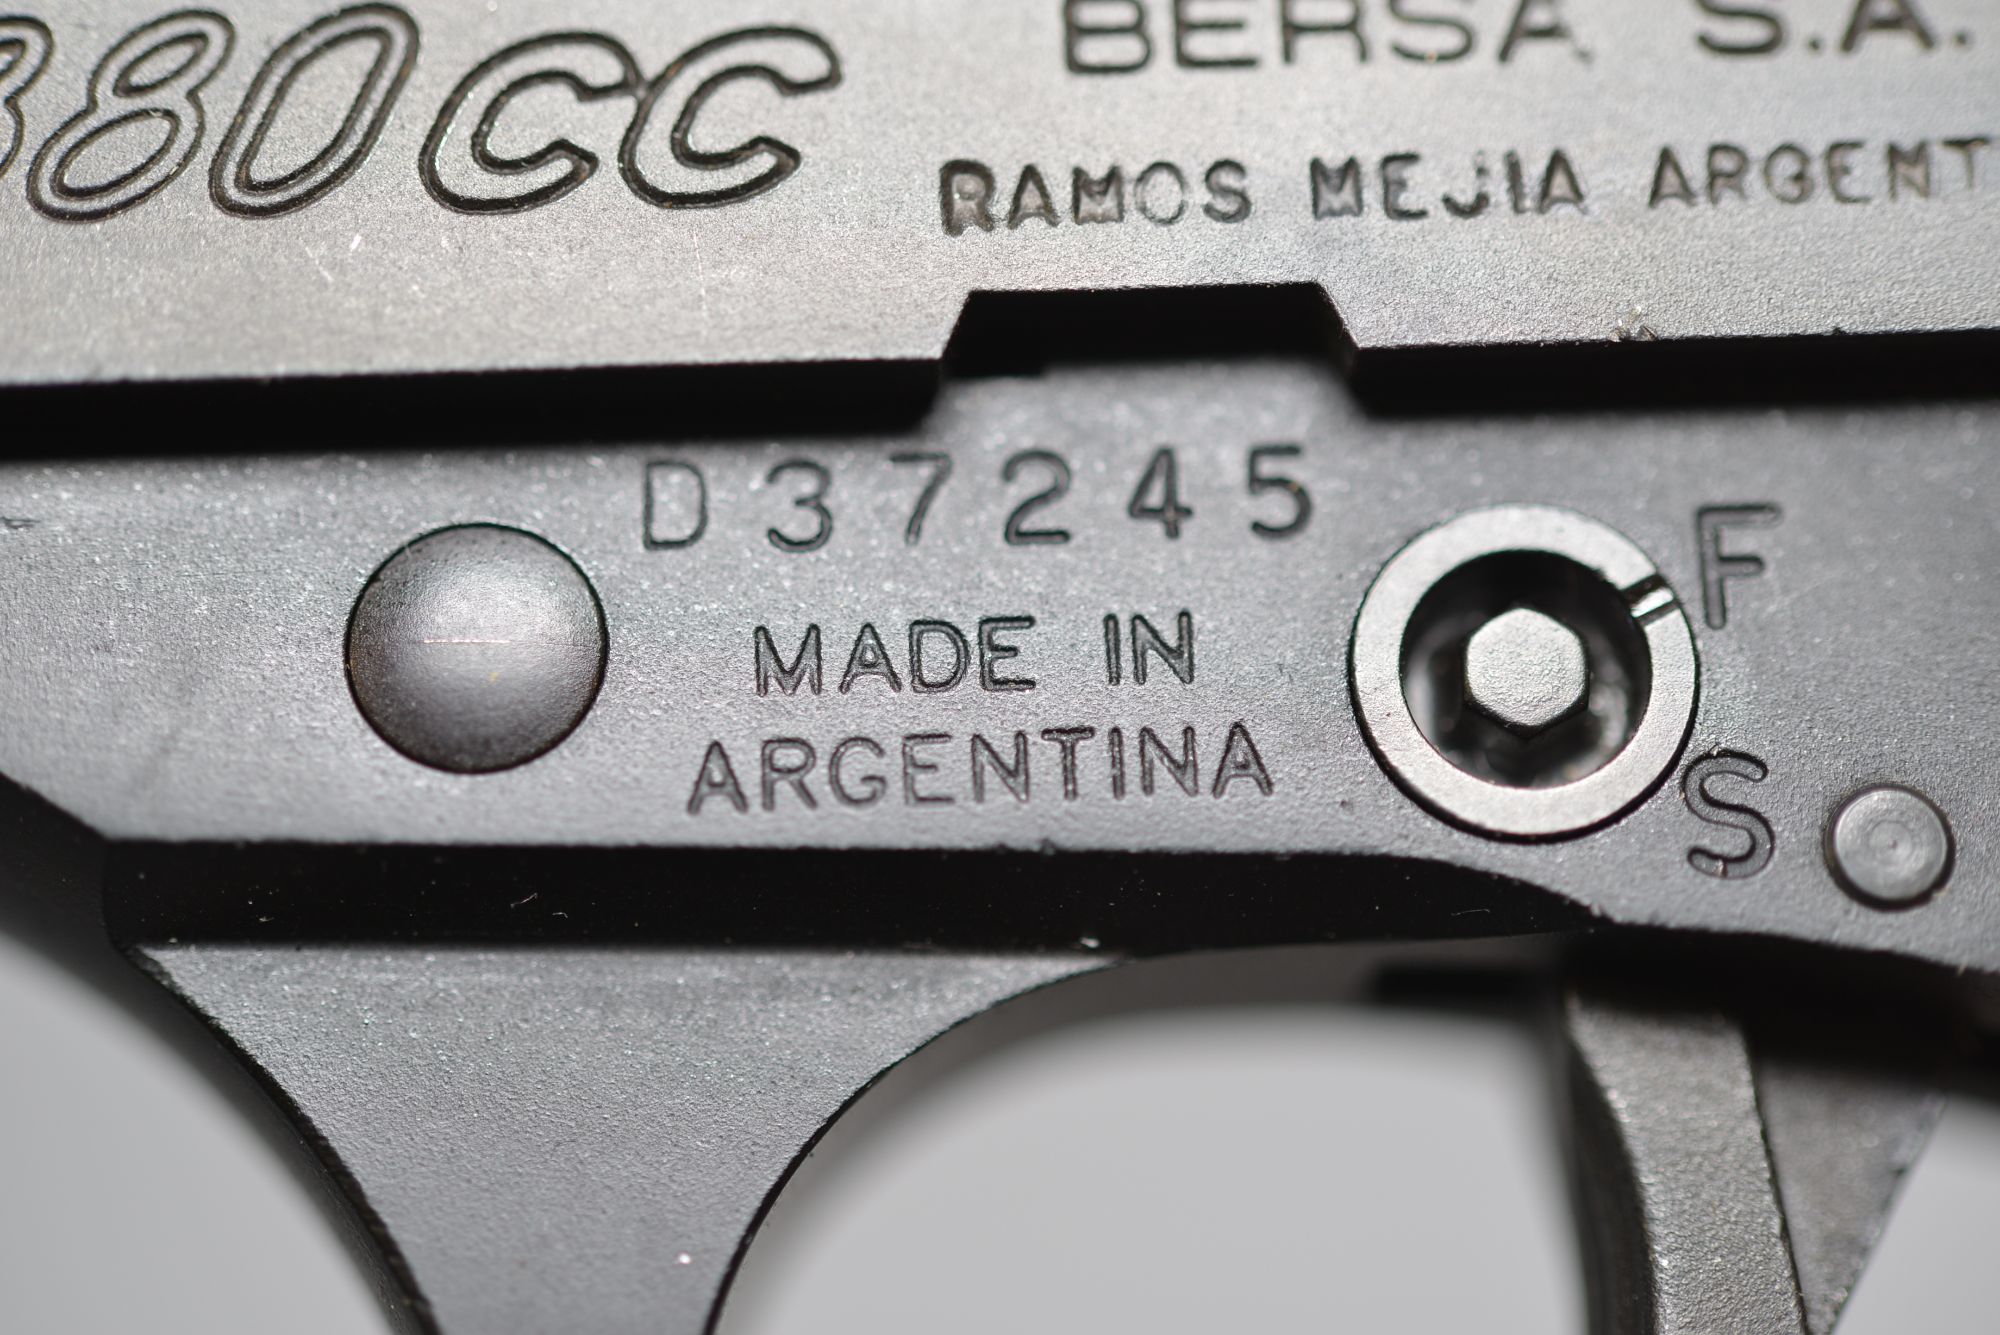 380CC
BERSA S.A.
RAMOS MEJIA ARGENT
D37245
MADE IN
ARGENTINA
F
S